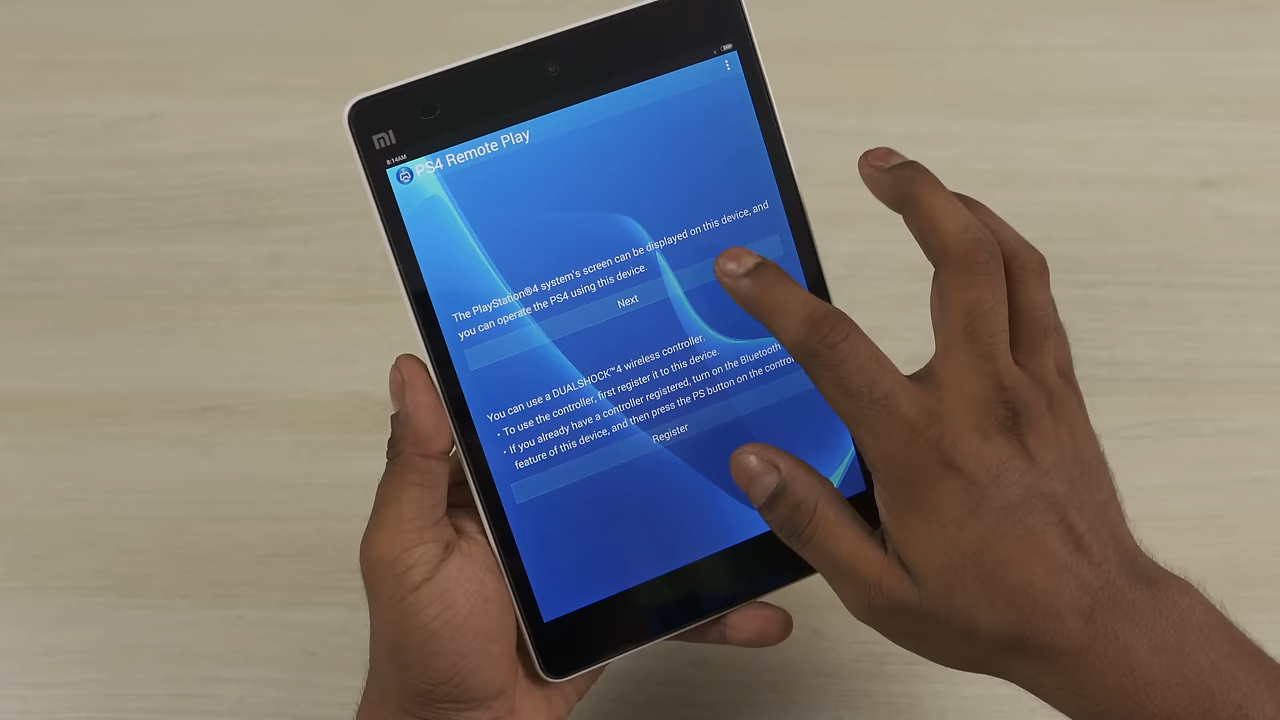 MI
8:14AM
PS4 Remote Play
The PlayStation®4 system's screen can be displayed on this device, and
you can operate the PS4 using this device.
Next
You can use a DUALSHOCK™4 wireless controller.
• To use the controller, first register it to this device.
• If you already have a controller registered, turn on the Bluetooth
feature of this device, and then press the PS button on the
Register